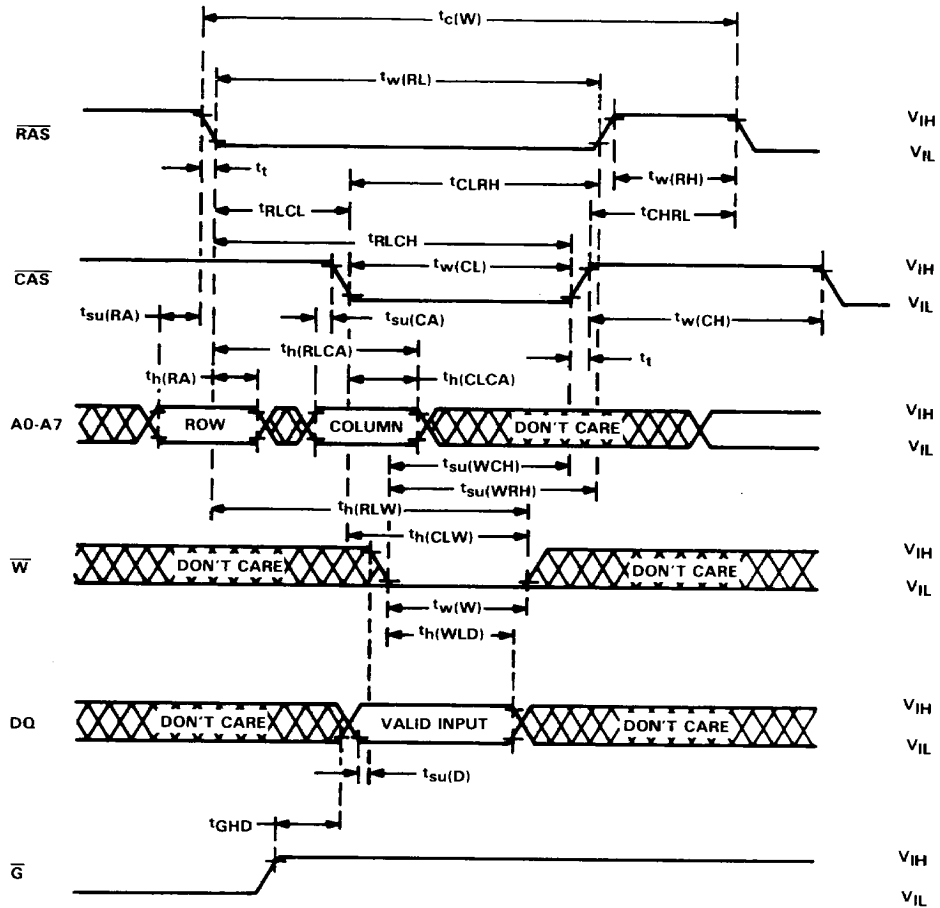 tc(W)
tw(RL)
RAS
VIH
VIL
tt
tCLRH
tw(RH)
tRLCL
tCHRL
tRLCH
CAS
tw(CL)
VIH
VIL
tsu(RA)
tsu(CA)
tw(CH)
th(RLCA)
tt
th(RA)
th(CLCA)
A0-A7
ROW
COLUMN
DON'T CARE
VIH
VIL
tsu(WCH)
tsu(WRH)
th(RLW)
th(CLW)
W
DON'T CARE
DON'T CARE
VIH
VIL
tw(W)
th(WLD)
DQ
DON'T CARE
VALID INPUT
DON'T CARE
VIH
VIL
tsu(D)
tGHD
G
VIH
VIL